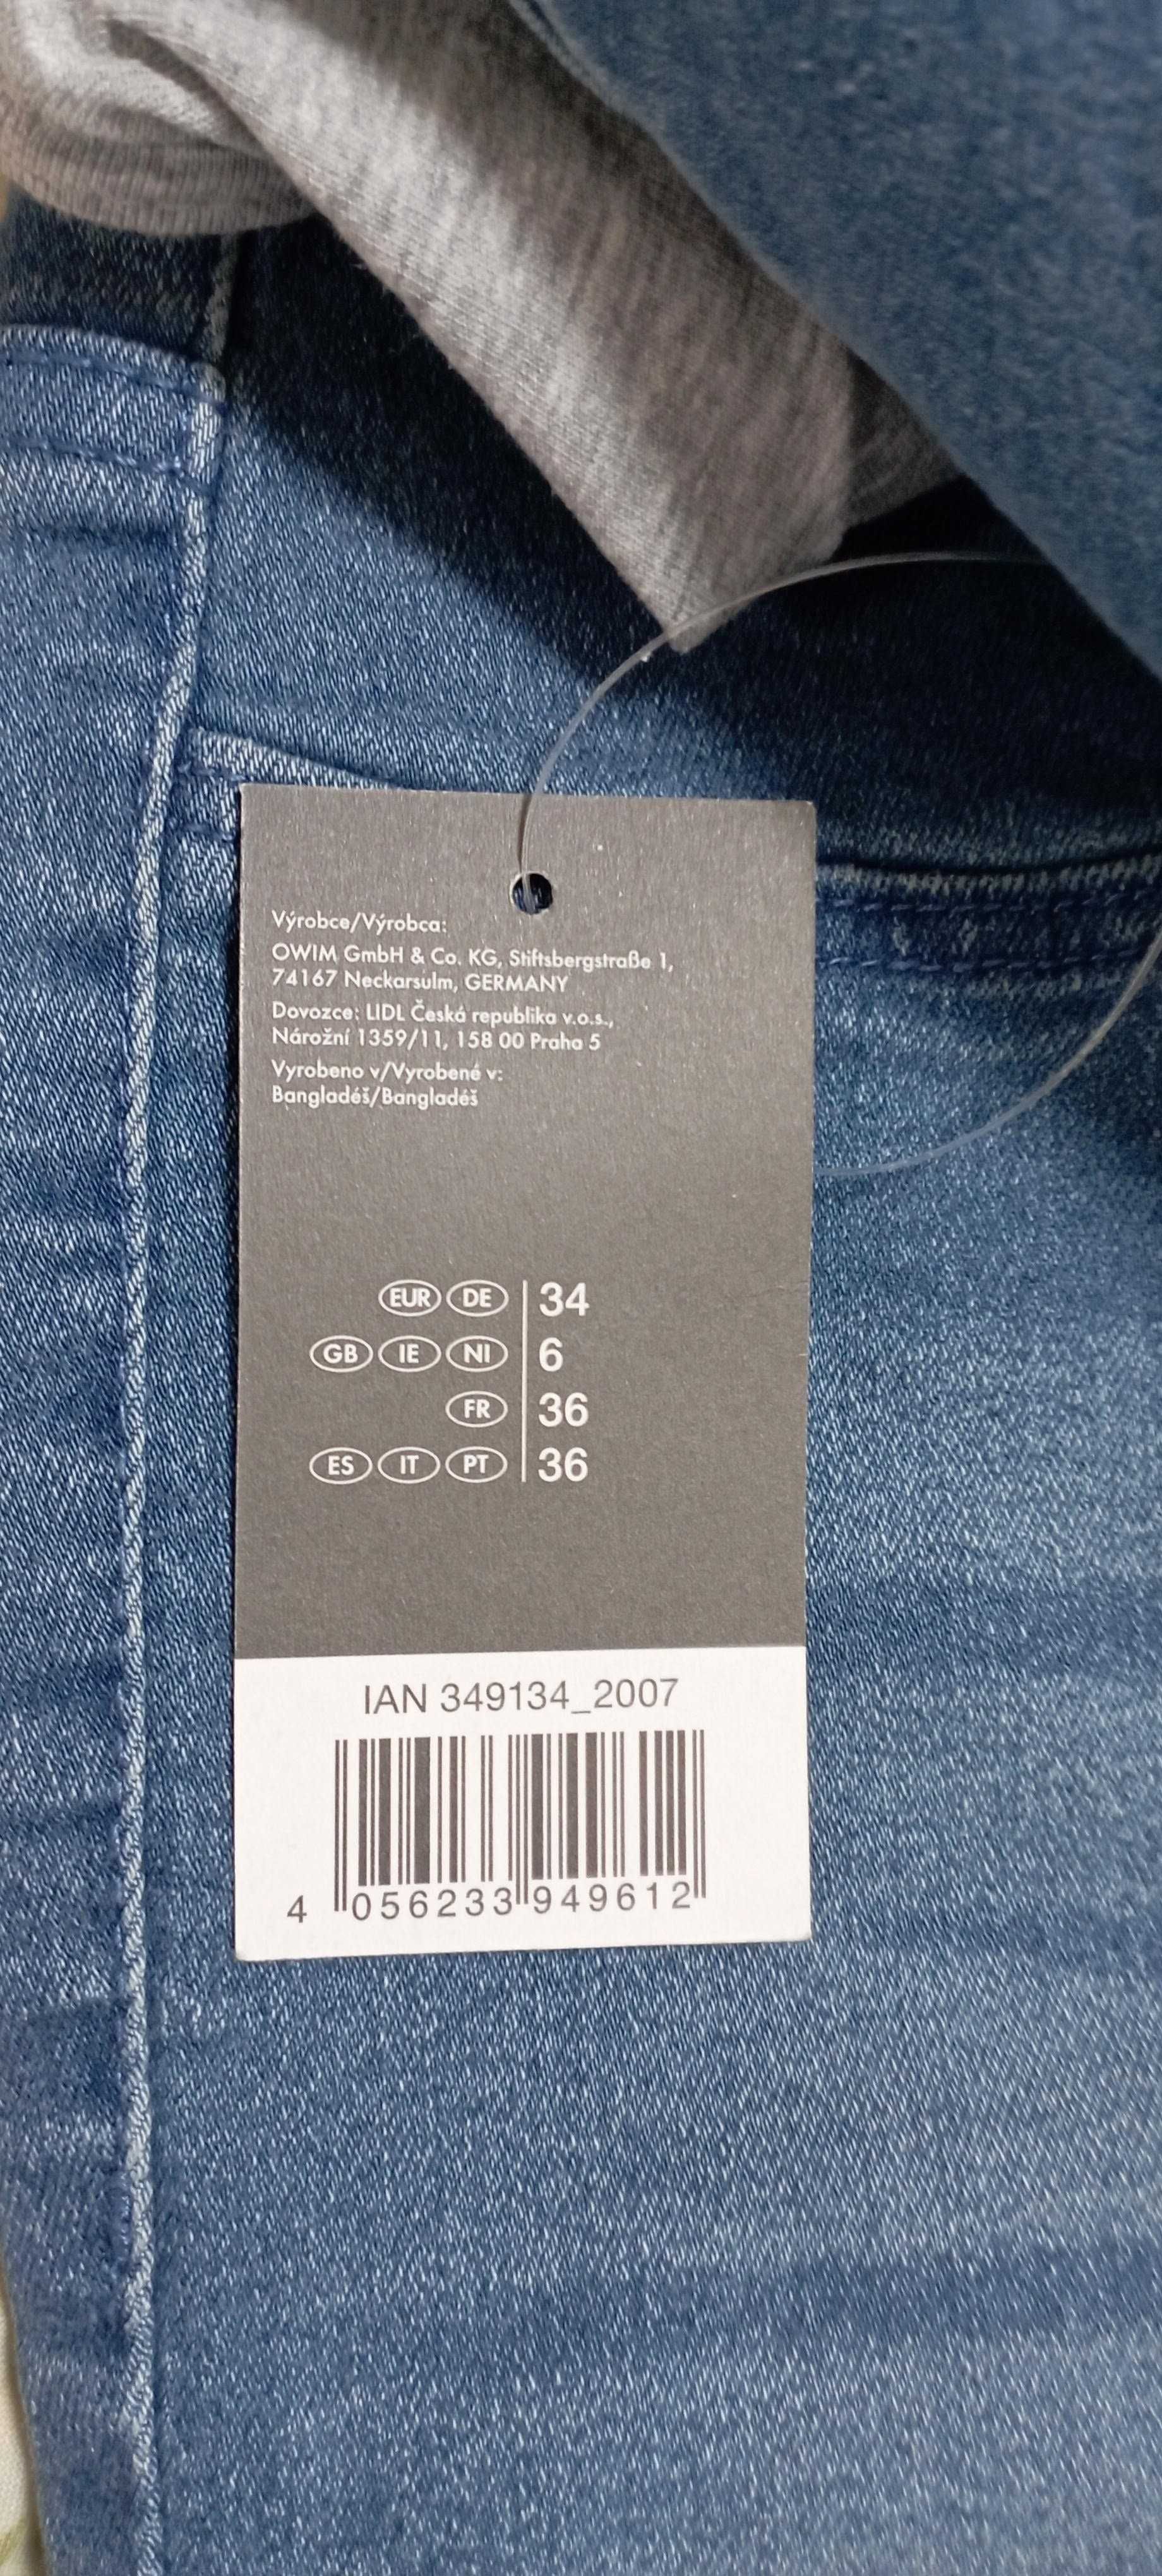 Výrobce/Výrobca:
OWIM GmbH & Co. KG, Stiftsbergstraße 1,
74167 Neckarsulm, GERMANY
Dovozce: LIDL Česká republika v.o.s.,
Nárožní 1359/11, 158 00 Praha 5
Vyrobeno v/Vyrobené v:
Bangladéš/Bangladéš
EUR DE 34
GB IE NI 6
FR 36
ES IT PT 36
IAN 349134_2007
4 056233 949612